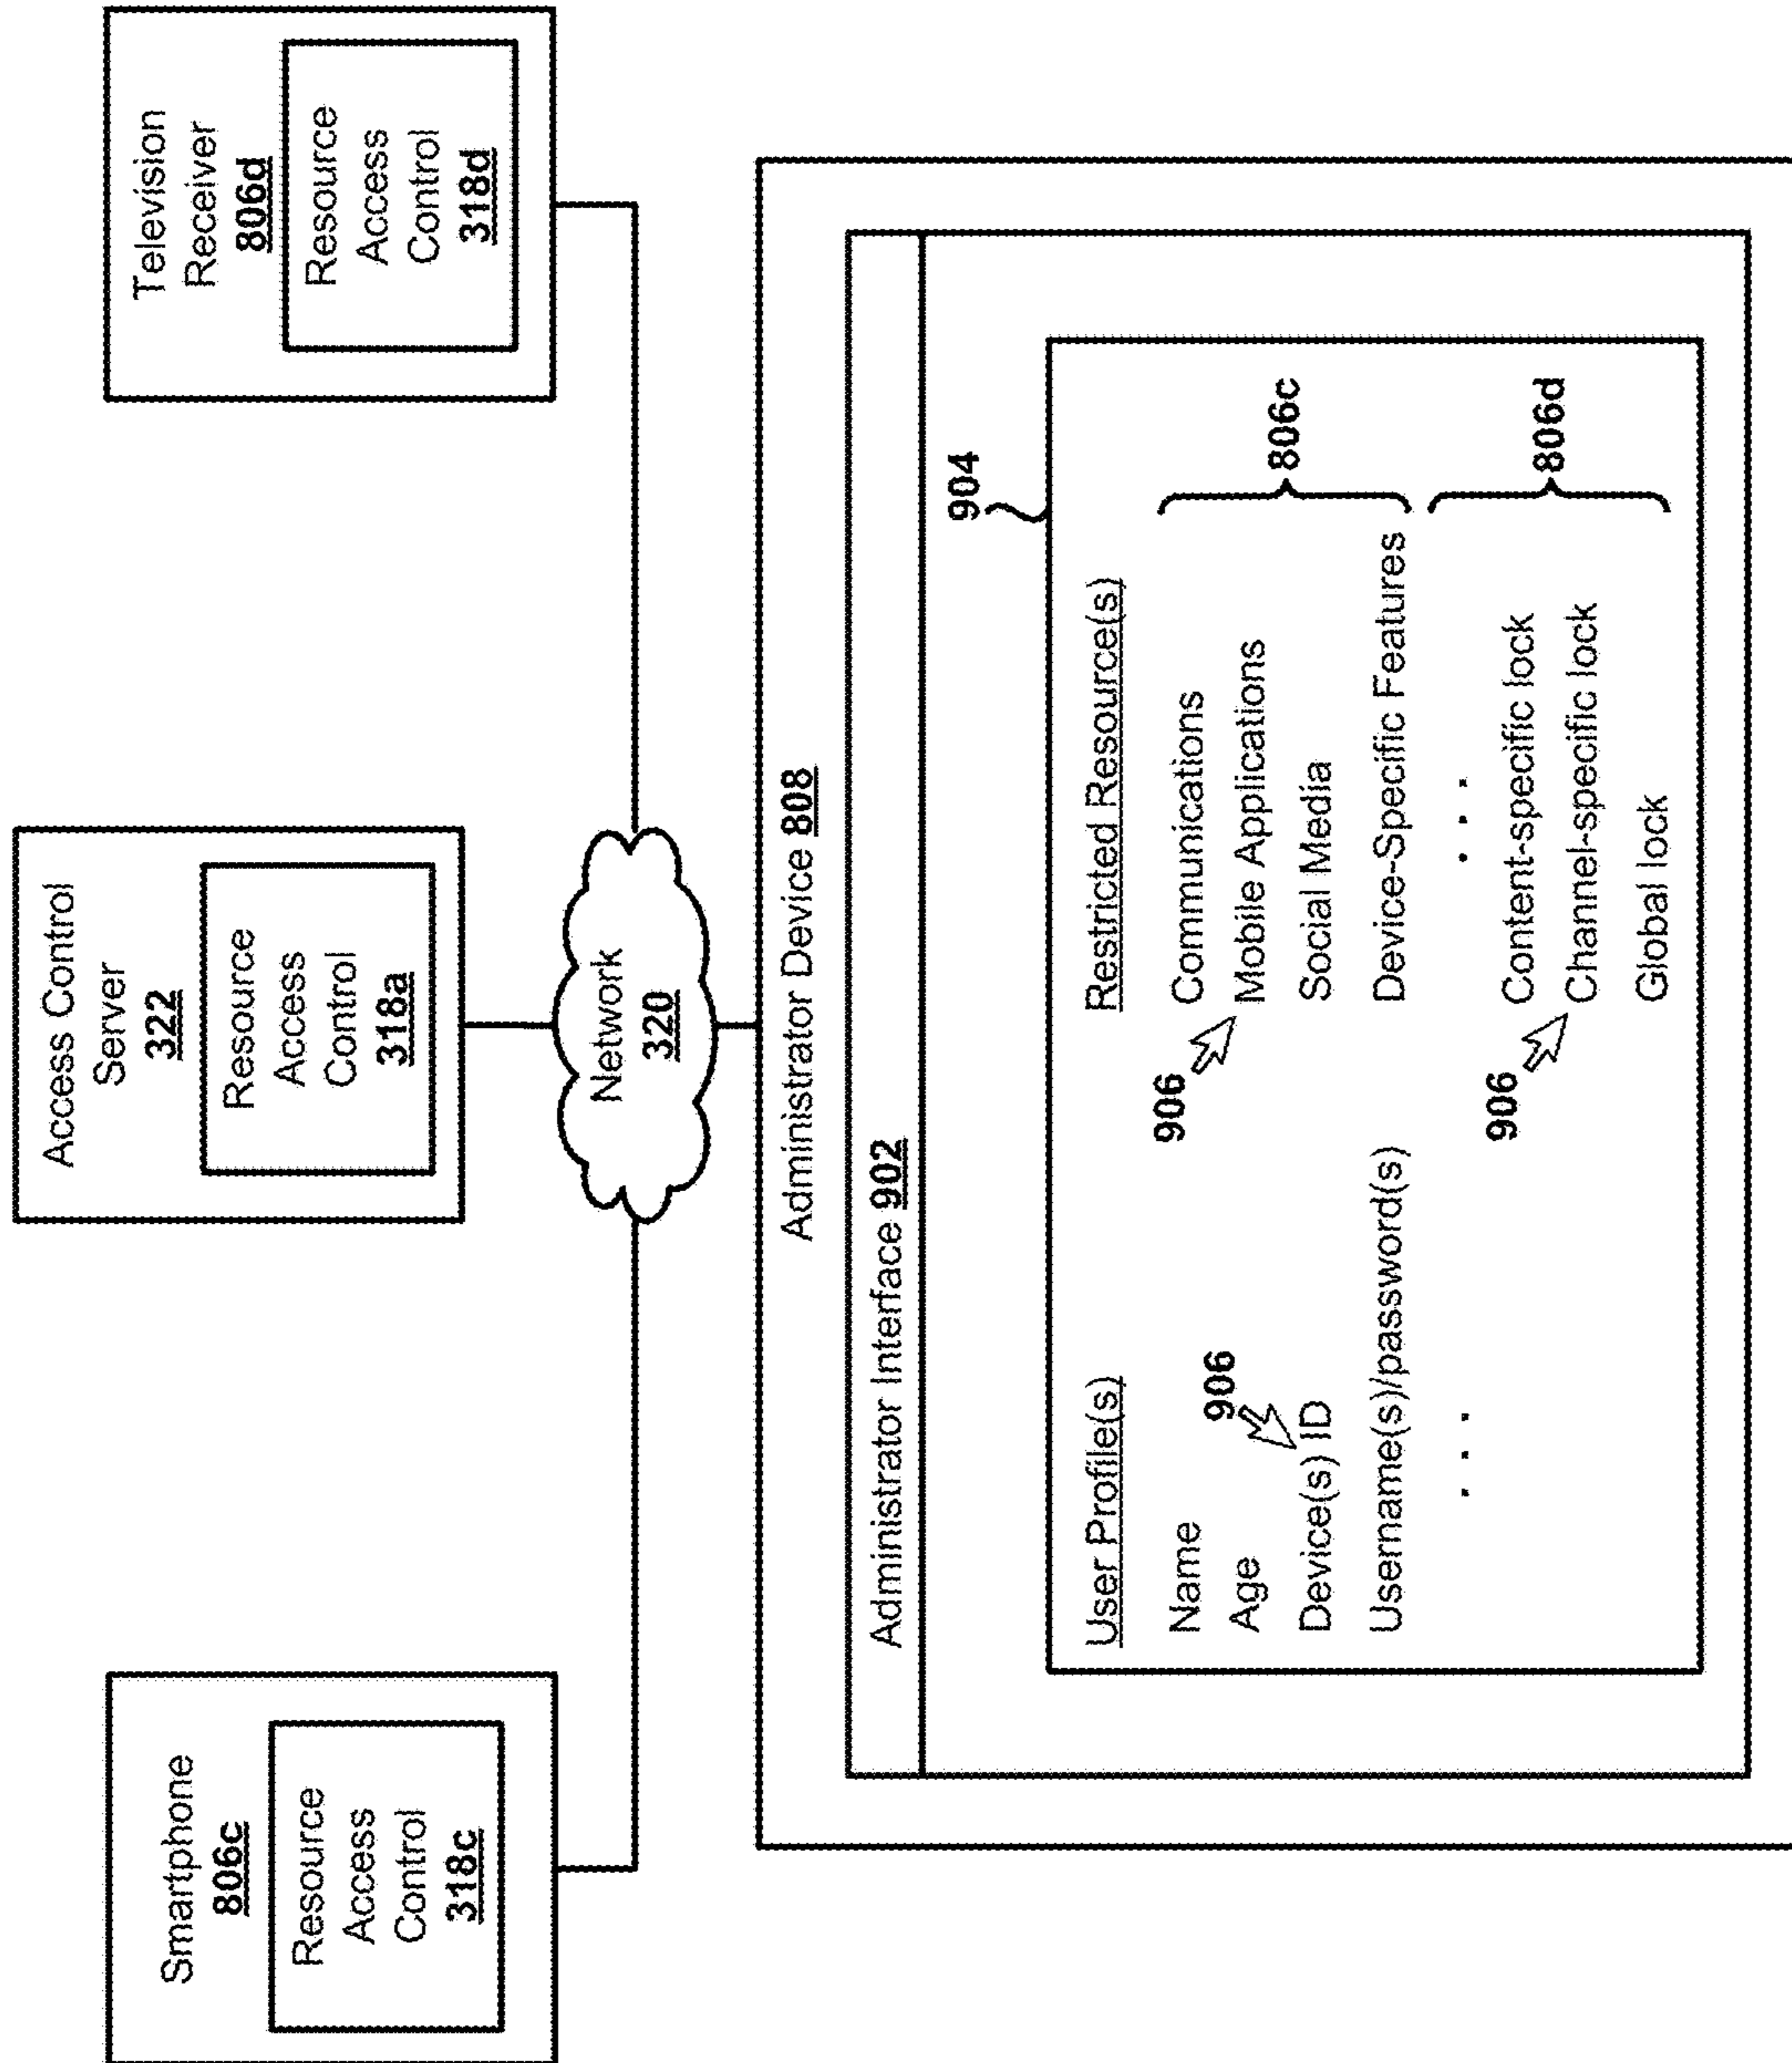 Smartphone
806c
Resource
Access
Control
318c
Access Control
Server
322
Resource
Access
Control
318a
Television
Receiver
806d
Resource
Access
Control
318d
Network
320
Administrator Device 808
Administrator Interface 902
904
User Profile(s)
Name
Age
906
Device(s) ID
Username(s)/password(s)
. . .
Restricted Resource(s)
Communications
906
Mobile Applications
Social Media
Device-Specific Features
806c
. . .
Content-specific lock
906
Channel-specific lock
Global lock
806d